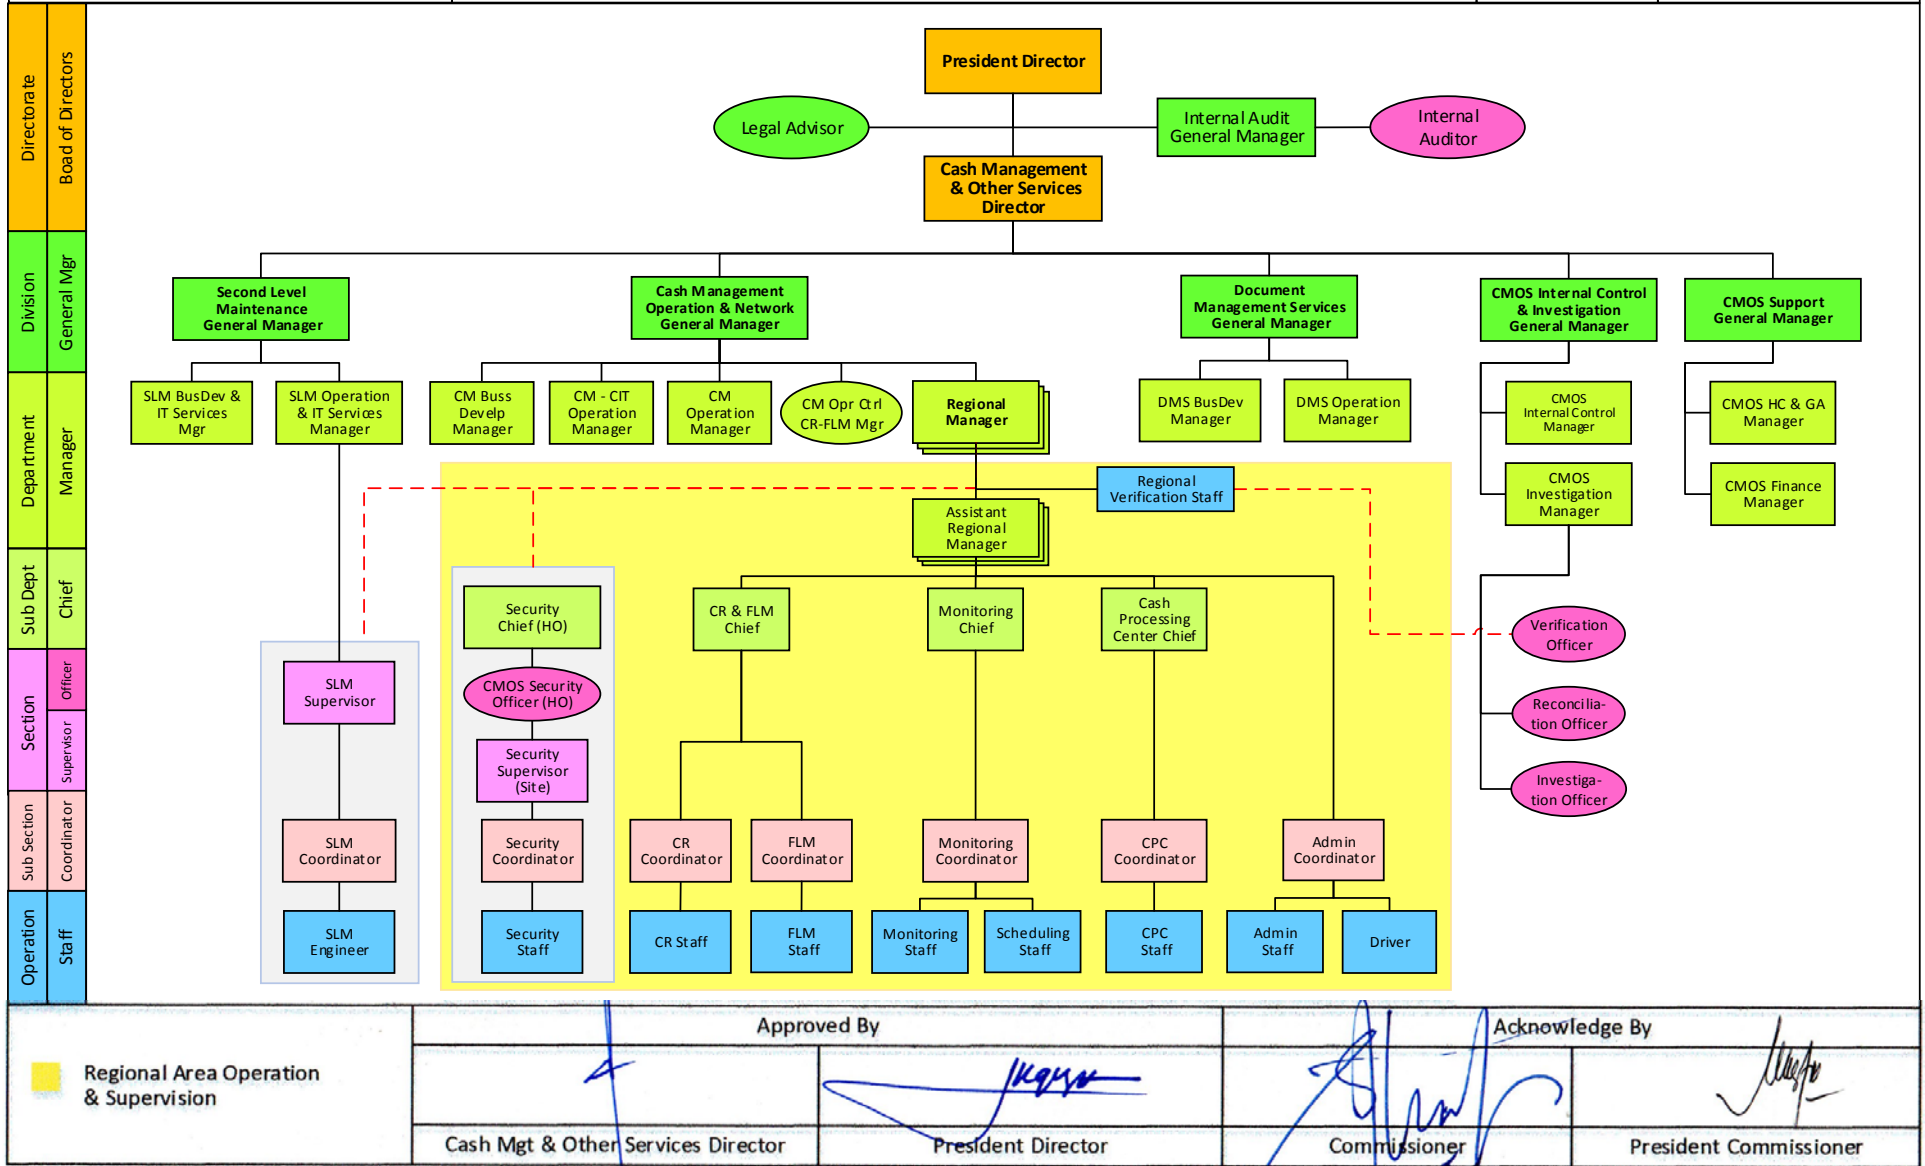 Directorate
Boad of Directors
Division
General Mgr
Department
Manager
Sub Dept
Chief
Section
Officer
Supervisor
Sub Section
Coordinator
Operation
Staff
President Director
Legal Advisor
Internal Audit
General Manager
Internal
Auditor
Cash Management
& Other Services
Director
Second Level
Maintenance
General Manager
Cash Management
Operation & Network
General Manager
Document
Management Services
General Manager
CMOS Internal Control
& Investigation
General Manager
CMOS Support
General Manager
SLM BusDev &
IT Services
Mgr
SLM Operation
& IT Services
Manager
CM Buss
Develp
Manager
CM - CIT
Operation
Manager
CM
Operation
Manager
CM Opr Ctrl
CR-FLM Mgr
Regional
Manager
DMS BusDev
Manager
DMS Operation
Manager
CMOS
Internal Control
Manager
CMOS HC & GA
Manager
Regional
Verification Staff
CMOS
Investigation
Manager
CMOS Finance
Manager
Assistant
Regional
Manager
Security
Chief (HO)
CR & FLM
Chief
Monitoring
Chief
Cash
Processing
Center Chief
Verification
Officer
SLM
Supervisor
CMOS Security
Officer (HO)
Reconcilia-
tion Officer
Security
Supervisor
(Site)
Investiga-
tion Officer
SLM
Coordinator
Security
Coordinator
CR
Coordinator
FLM
Coordinator
Monitoring
Coordinator
CPC
Coordinator
Admin
Coordinator
SLM
Engineer
Security
Staff
CR Staff
FLM
Staff
Monitoring
Staff
Scheduling
Staff
CPC
Staff
Admin
Staff
Driver
Regional Area Operation
& Supervision
Approved By
Acknowledge By
Cash Mgt & Other Services Director
President Director
Commissioner
President Commissioner